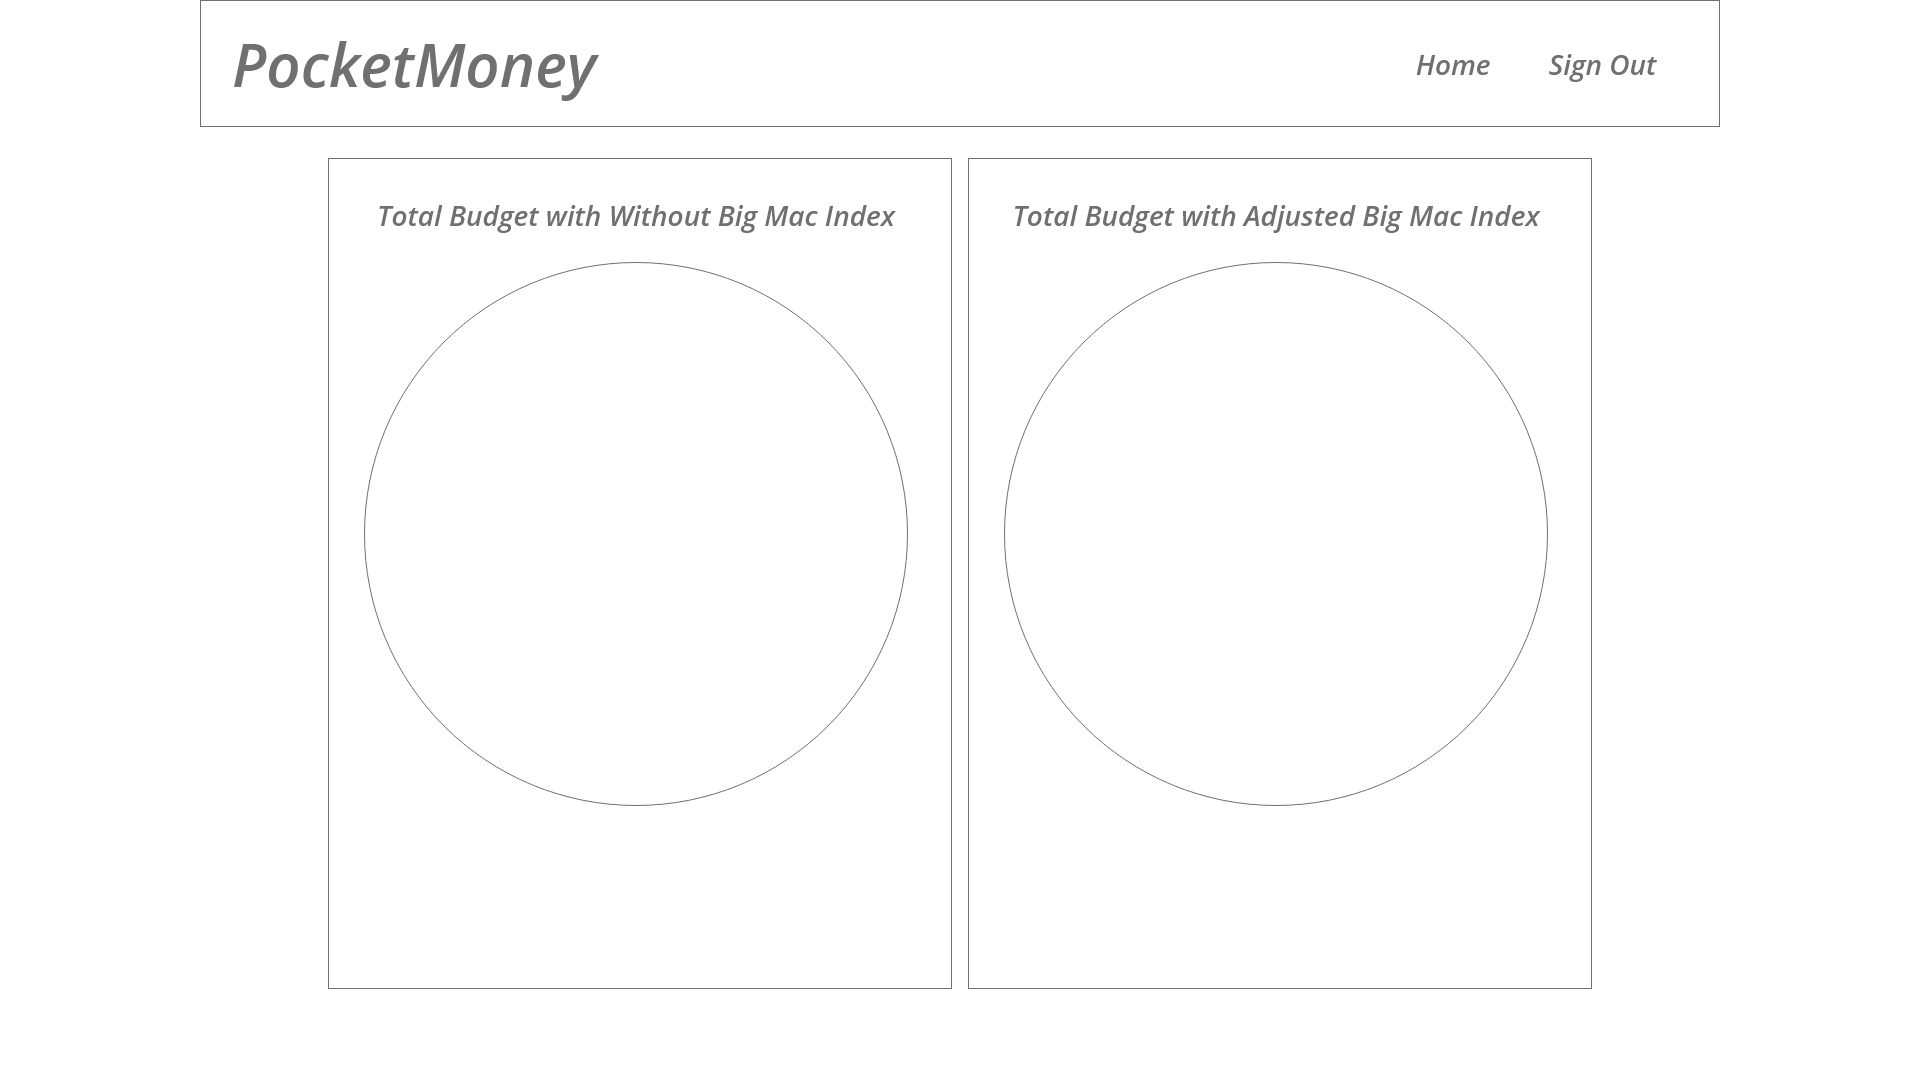 PocketMoney
Home
Sign Out
Total Budget with Without Big Mac Index
Total Budget with Adjusted Big Mac Index